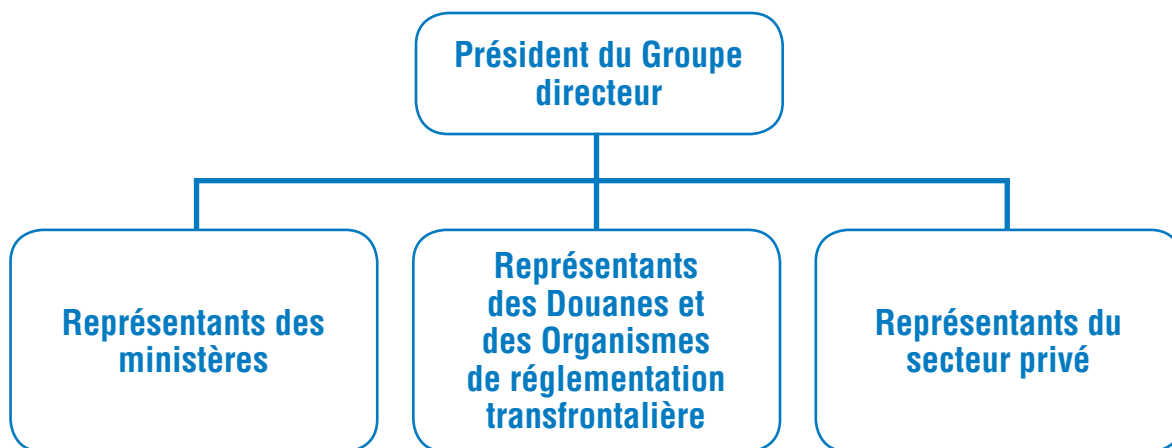 Président du Groupe
directeur
Représentants des
ministères
Représentants
des Douanes et
des Organismes
de réglementation
transfrontalière
Représentants du
secteur privé